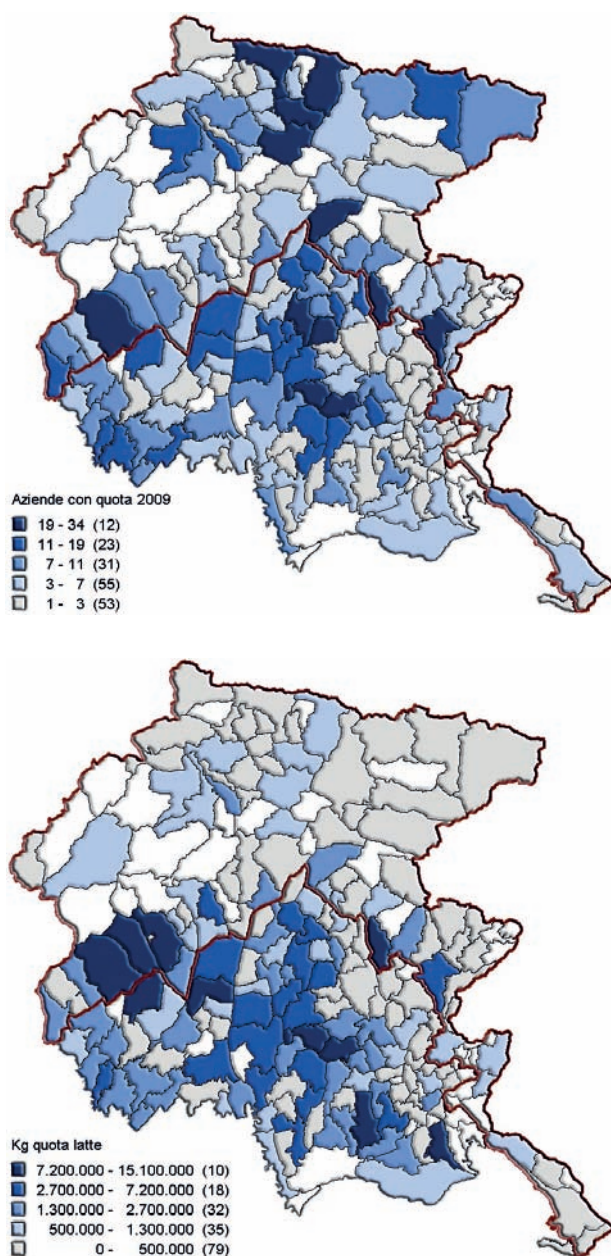 Aziende con quota 2009
19 - 34 (12)
11 - 19 (23)
7 - 11 (31)
3 - 7 (55)
1 - 3 (53)
Kg quota latte
7.200.000 - 15.100.000 (10)
2.700.000 - 7.200.000 (18)
1.300.000 - 2.700.000 (32)
500.000 - 1.300.000 (35)
0 - 500.000 (79)